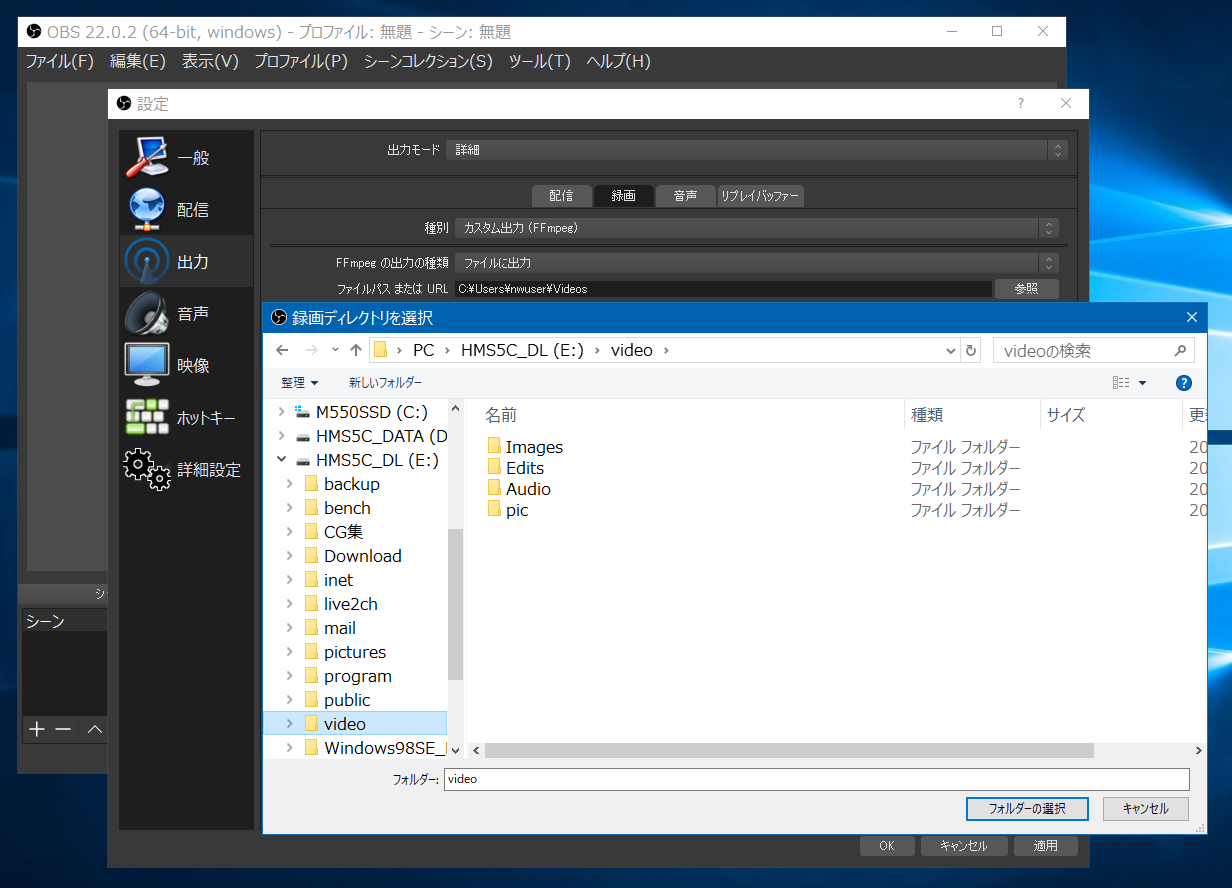 OBS 22.0.2 (64-bit, windows) - プロファイル: 無題 - シーン: 無題
ファイル(F) 編集(E) 表示(V) プロファイル(P) シーンコレクション(S) ツール(T) ヘルプ(H)
設定
?
一般
配信
出力
音声
映像
ホットキー
詳細設定
出力モード 詳細
配信 録画 音声 リプレイバッファー
種別 カスタム出力 (FFmpeg)
FFmpeg の出力の種類 ファイルに出力
ファイルパス または URL C:¥Users¥nwuser¥Videos 参照
録画ディレクトリを選択
PC › HMS5C_DL (E:) › video ›
videoの検索
整理 新しいフォルダー
?
M550SSD (C:)
HMS5C_DATA (D
HMS5C_DL (E:)
backup
bench
CG集
Download
inet
live2ch
mail
pictures
program
public
video
Windows98SE_
名前 種類 サイズ 更
Images ファイル フォルダー 20
Edits ファイル フォルダー 20
Audio ファイル フォルダー 20
pic ファイル フォルダー 20
フォルダー: video
フォルダーの選択 キャンセル
シ
シーン
OK キャンセル 適用